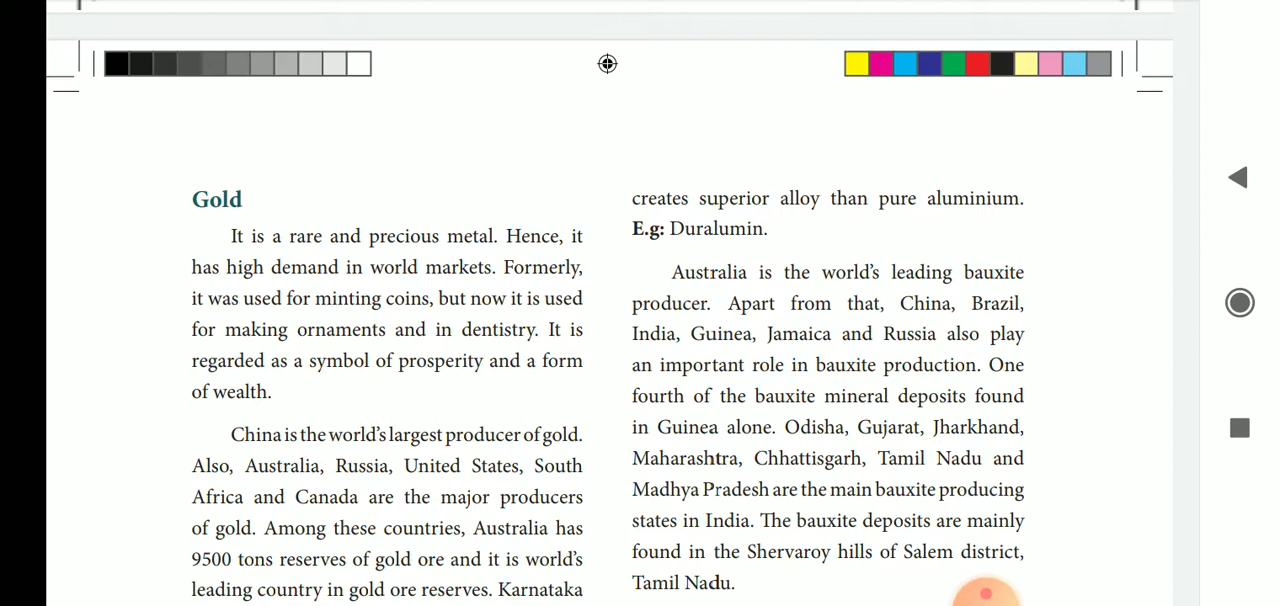 Gold
It is a rare and precious metal. Hence, it
has high demand in world markets. Formerly,
it was used for minting coins, but now it is used
for making ornaments and in dentistry. It is
regarded as a symbol of prosperity and a form
of wealth.
China is the world's largest producer of gold.
Also, Australia, Russia, United States, South
Africa and Canada are the major producers
of gold. Among these countries, Australia has
9500 tons reserves of gold ore and it is world's
leading country in gold ore reserves. Karnataka
creates superior alloy than pure aluminium.
E.g: Duralumin.
Australia is the world's leading bauxite
producer. Apart from that, China, Brazil,
India, Guinea, Jamaica and Russia also play
an important role in bauxite production. One
fourth of the bauxite mineral deposits found
in Guinea alone. Odisha, Gujarat, Jharkhand,
Maharashtra, Chhattisgarh, Tamil Nadu and
Madhya Pradesh are the main bauxite producing
states in India. The bauxite deposits are mainly
found in the Shervaroy hills of Salem district,
Tamil Nadu.